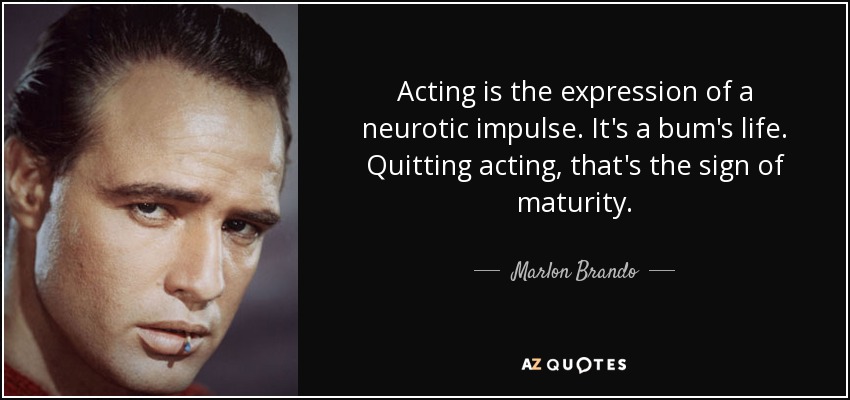 Acting is the expression of a
neurotic impulse. It's a bum's life.
Quitting acting, that's the sign of
maturity.
Marlon Brando
AZ QUOTES